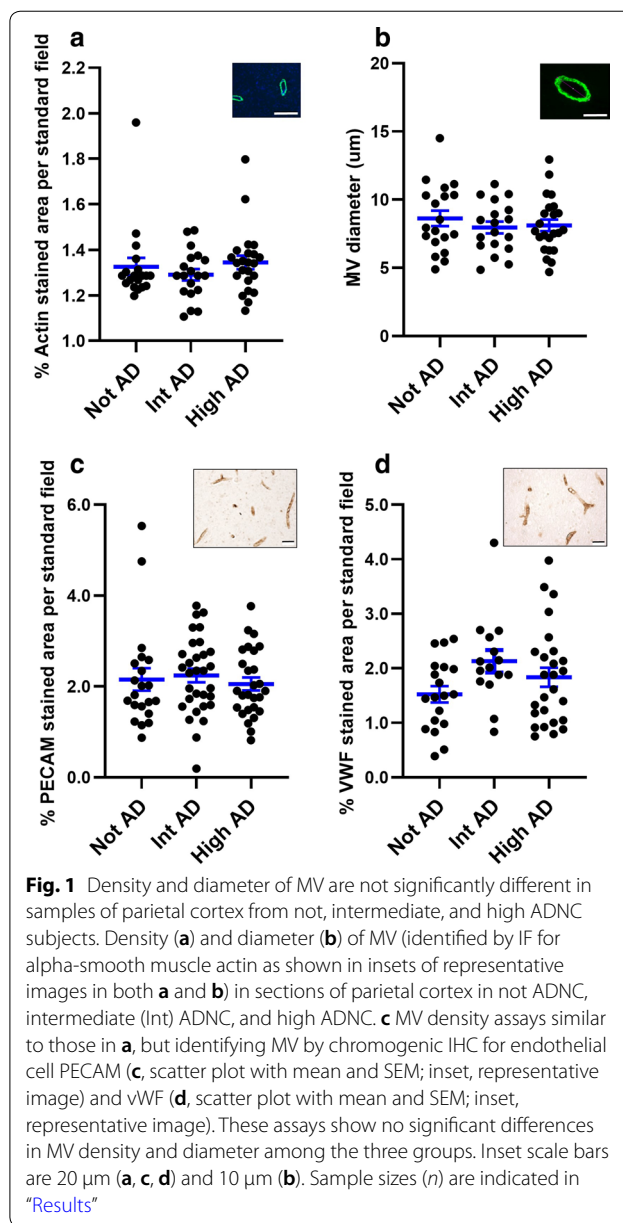 a
% Actin stained area per standard field
2.2
2.0
1.8
1.6
1.4
1.2
1.0
Not AD
Int AD
High AD
b
MV diameter (um)
20
15
10
5
0
Not AD
Int AD
High AD
c
% PECAM stained area per standard field
6.0
4.0
2.0
0.0
Not AD
Int AD
High AD
d
% VWF stained area per standard field
5.0
4.0
3.0
2.0
1.0
0.0
Not AD
Int AD
High AD
Fig. 1 Density and diameter of MV are not significantly different in
samples of parietal cortex from not, intermediate, and high ADNC
subjects. Density (a) and diameter (b) of MV (identified by IF for
alpha-smooth muscle actin as shown in insets of representative
images in both a and b) in sections of parietal cortex in not ADNC,
intermediate (Int) ADNC, and high ADNC. c MV density assays similar
to those in a, but identifying MV by chromogenic IHC for endothelial
cell PECAM (c, scatter plot with mean and SEM; inset, representative
image) and vWF (d, scatter plot with mean and SEM; inset,
representative image). These assays show no significant differences
in MV density and diameter among the three groups. Inset scale bars
are 20 µm (a, c, d) and 10 µm (b). Sample sizes (n) are indicated in
“Results”